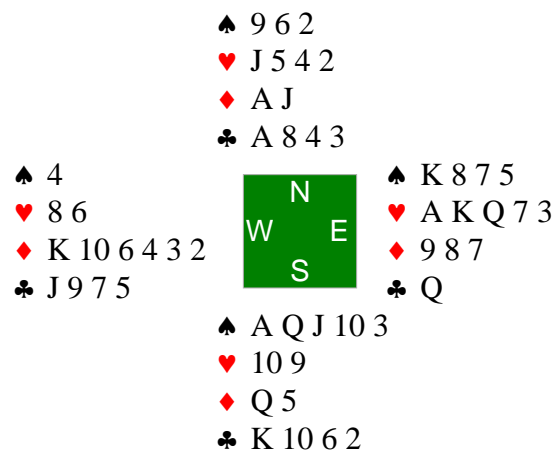 ♠ 9 6 2
♥ J 5 4 2
♦ A J
♣ A 8 4 3
♠ 4
♥ 8 6
♦ K 10 6 4 3 2
♣ J 9 7 5
N
W E
S
♠ K 8 7 5
♥ A K Q 7 3
♦ 9 8 7
♣ Q
♠ A Q J 10 3
♥ 10 9
♦ Q 5
♣ K 10 6 2